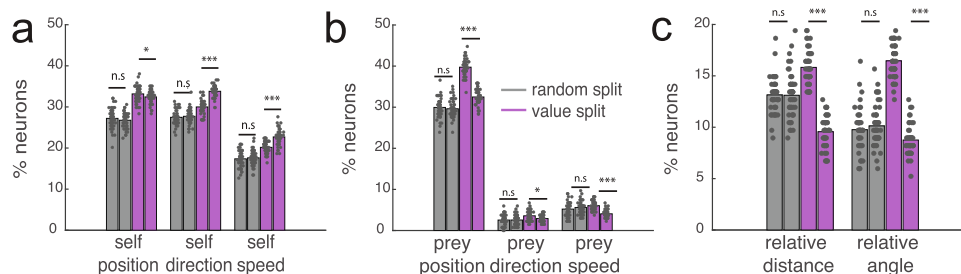 a
% neurons
50
40
30
20
10
0
n.s
*
n.s
***
n.s
***
self
position
self
direction
self
speed
b
% neurons
50
40
30
20
10
0
n.s
***
n.s
*
n.s
***
random split
value split
prey
position
prey
direction
prey
speed
c
% neurons
20
15
10
5
0
n.s
***
n.s
***
relative
distance
relative
angle